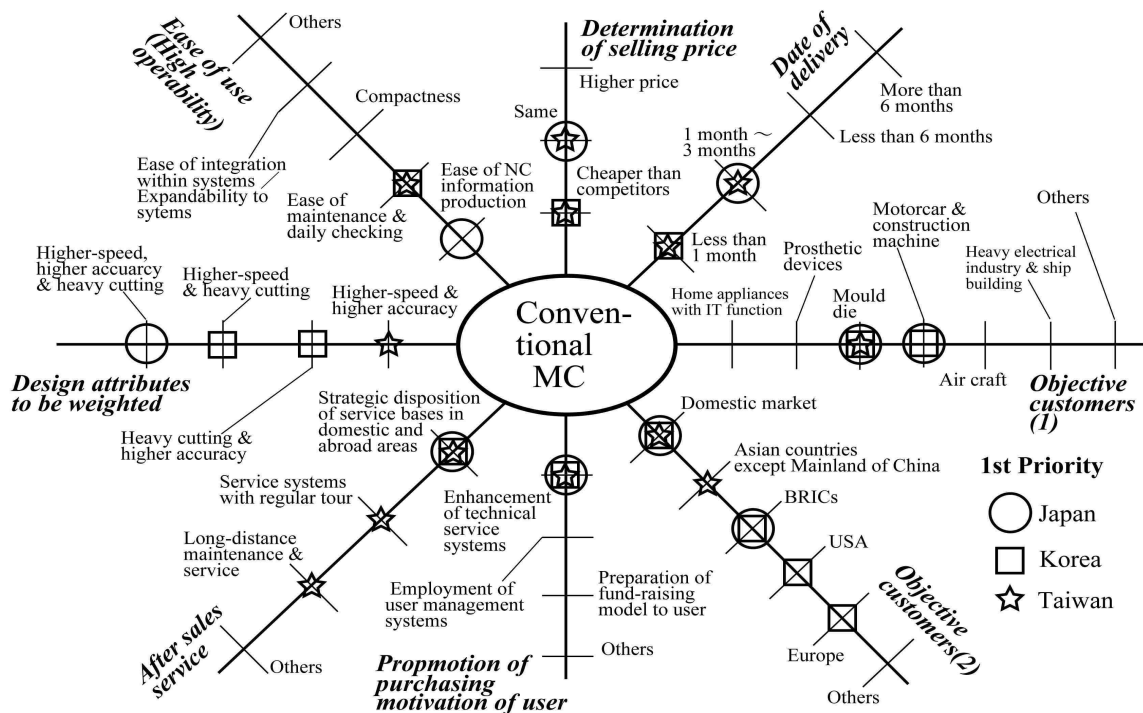 Ease of use
(High
operability)
Others
Compactness
Ease of integration
within systems
Expandability to
sytems
Ease of
maintenance &
daily checking
Ease of NC
information
production
Determination
of selling price
Higher price
Same
Cheaper than
competitors
Date of
delivery
More than
6 months
Less than 6 months
1 month ～
3 months
Less than
1 month
Higher-speed,
higher accuarcy
& heavy cutting
Higher-speed
& heavy cutting
Higher-speed &
higher accuracy
Heavy cutting &
higher accuracy
Design attributes
to be weighted
Conven-
tional
MC
Home appliances
with IT function
Prosthetic
devices
Mould
die
Motorcar &
construction
machine
Air craft
Heavy electrical
industry & ship
building
Others
Objective
customers
(1)
Strategic disposition
of service bases in
domestic and
abroad areas
Service systems
with regular tour
Long-distance
maintenance &
service
Others
After sales
service
Enhancement
of technical
service
systems
Employment of
user management
systems
Preparation of
fund-raising
model to user
Others
Propmotion of
purchasing
motivation of user
Domestic market
Asian countries
except Mainland of China
BRICs
USA
Europe
Others
Objective
customers(2)
1st Priority
Japan
Korea
Taiwan